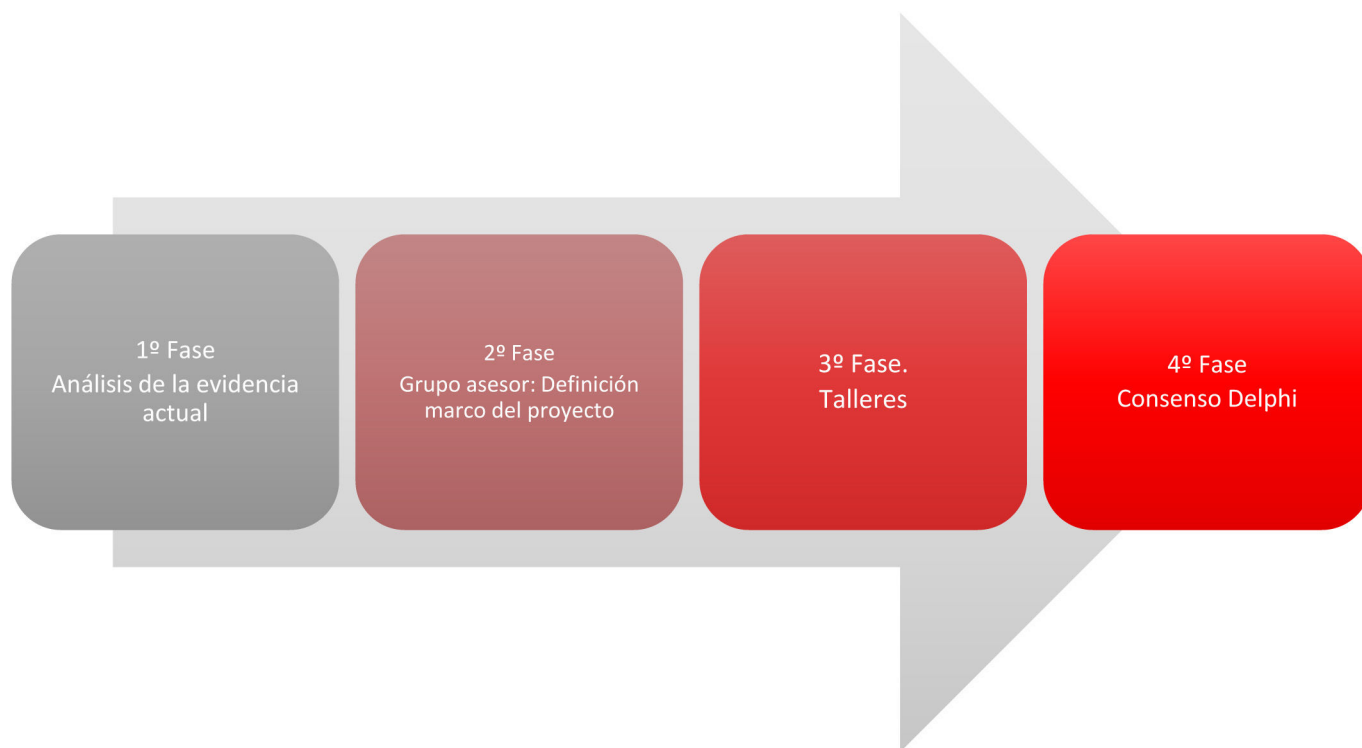 1º Fase
Análisis de la evidencia
actual
2º Fase
Grupo asesor: Definición
marco del proyecto
3º Fase.
Talleres
4º Fase
Consenso Delphi